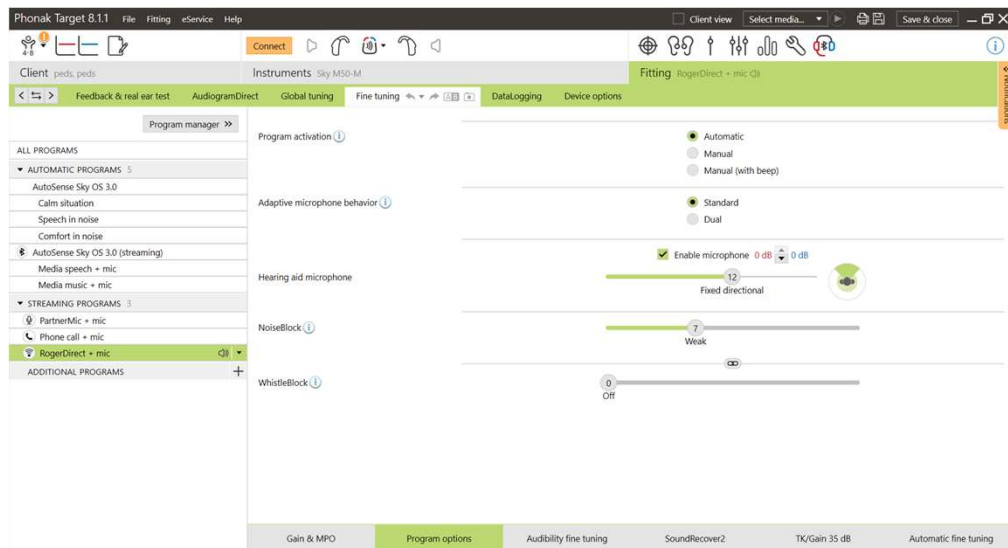 Phonak Target 8.1.1 File Fitting eService Help Client view Select media... Save & close
4-8 Connect
Client peds, peds Instruments Sky M50-M Fitting RogerDirect + mic
Feedback & real ear test AudiogramDirect Global tuning Fine tuning DataLogging Device options
Notifications
Program manager >>
ALL PROGRAMS
AUTOMATIC PROGRAMS 5
AutoSense Sky OS 3.0
Calm situation
Speech in noise
Comfort in noise
AutoSense Sky OS 3.0 (streaming)
Media speech + mic
Media music + mic
STREAMING PROGRAMS 3
PartnerMic + mic
Phone call + mic
RogerDirect + mic
ADDITIONAL PROGRAMS +
Program activation
Automatic
Manual
Manual (with beep)
Adaptive microphone behavior
Standard
Dual
Enable microphone 0 dB 0 dB
Hearing aid microphone 12
Fixed directional
NoiseBlock 7
Weak
WhistleBlock 0
Off
Gain & MPO Program options Audibility fine tuning SoundRecover2 TK/Gain 35 dB Automatic fine tuning